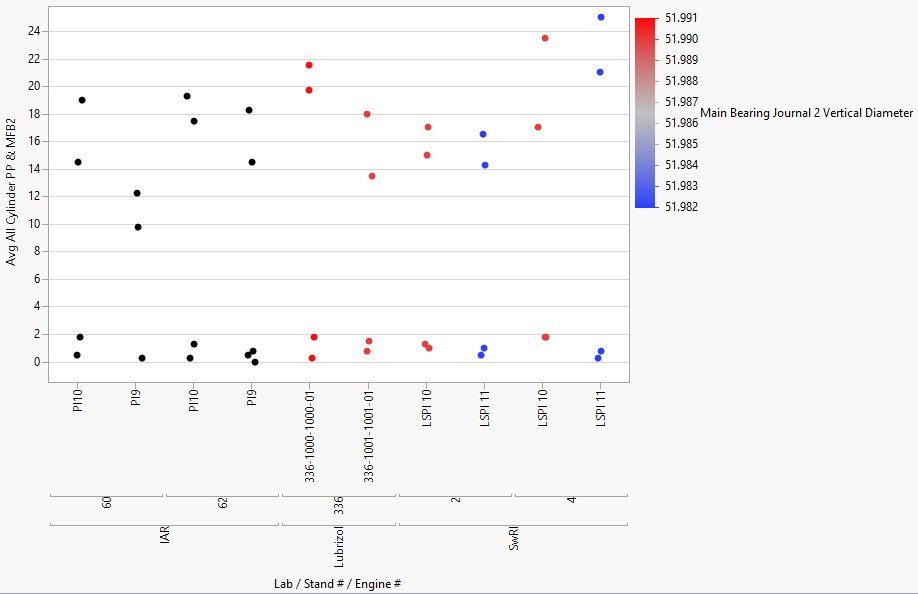 Avg All Cylinder PP & MFB2
24
22
20
18
16
14
12
10
8
6
4
2
0
PI10
PI9
PI10
PI9
336-1000-1000-01
336-1001-1001-01
LSPI 10
LSPI 11
LSPI 10
LSPI 11
60
62
336
2
4
IAR
Lubrizol
SwRI
Lab / Stand # / Engine #
51.991
51.990
51.989
51.988
51.987
51.986
51.985
51.984
51.983
51.982
Main Bearing Journal 2 Vertical Diameter